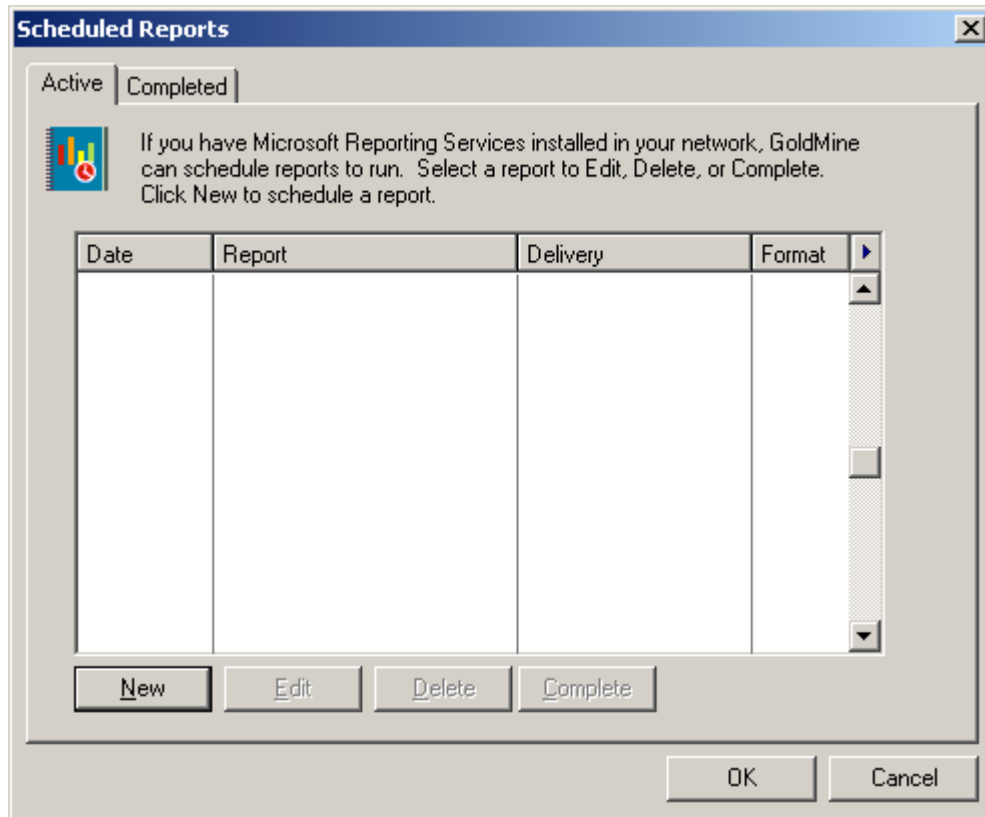 Scheduled Reports
Active
Completed
If you have Microsoft Reporting Services installed in your network, GoldMine
can schedule reports to run.  Select a report to Edit, Delete, or Complete.
Click New to schedule a report.
Date
Report
Delivery
Format
New
Edit
Delete
Complete
OK
Cancel